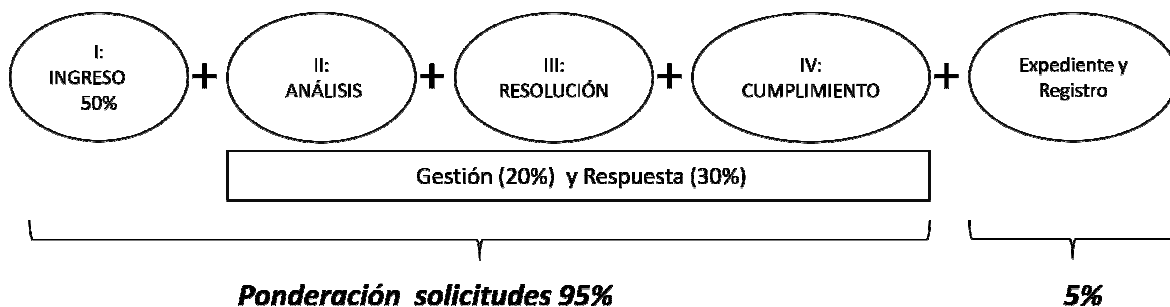 I:
INGRESO
50%
+
II:
ANÁLISIS
+
III:
RESOLUCIÓN
+
IV:
CUMPLIMIENTO
+
Expediente y
Registro
Gestión (20%) y Respuesta (30%)
Ponderación solicitudes 95%
5%